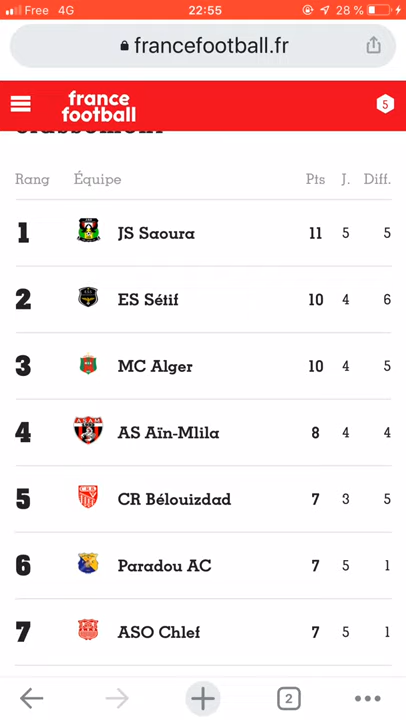 Free 4G 22:55 28 %
francefootball.fr
france football 5
classement
Rang Équipe Pts J. Diff.
1 JS Saoura 11 5 5
2 ES Sétif 10 4 6
3 MC Alger 10 4 5
4 AS Aïn-Mlila 8 4 4
5 CR Bélouizdad 7 3 5
6 Paradou AC 7 5 1
7 ASO Chlef 7 5 1
2